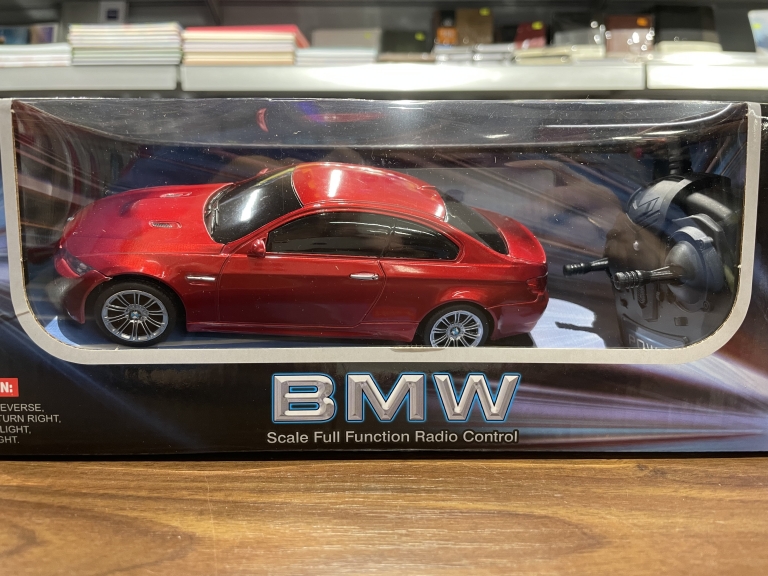 N:
EVERSE,
TURN RIGHT,
LIGHT,
GHT.
BMW
Scale Full Function Radio Control